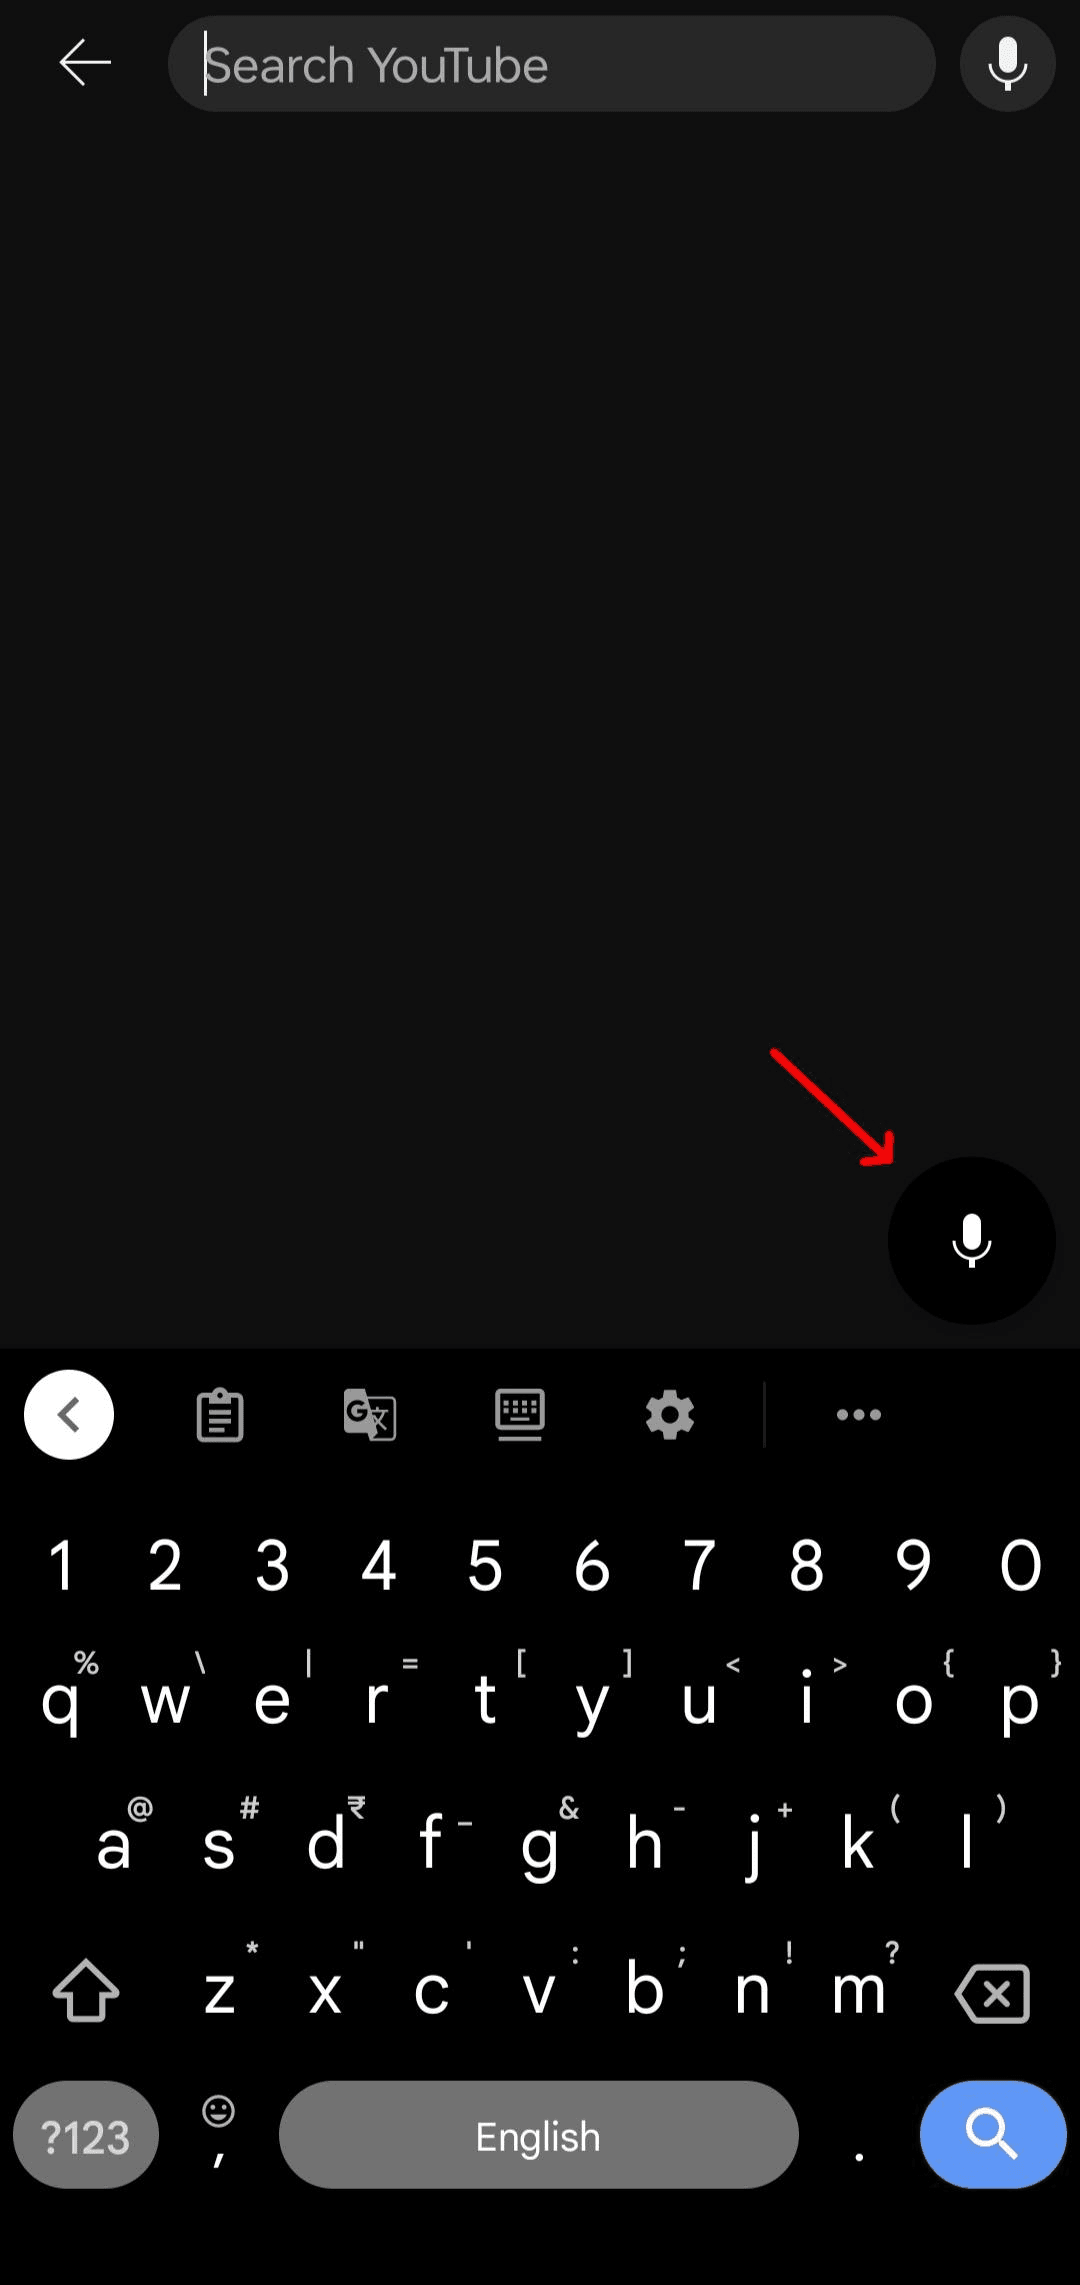 Search YouTube
1 2 3 4 5 6 7 8 9 0
% \ | = [ ] < > { }
q w e r t y u i o p
@ # ₹ _ & - + ( )
a s d f g h j k l
* " ' : ; ! ?
z x c v b n m
?123 , English .